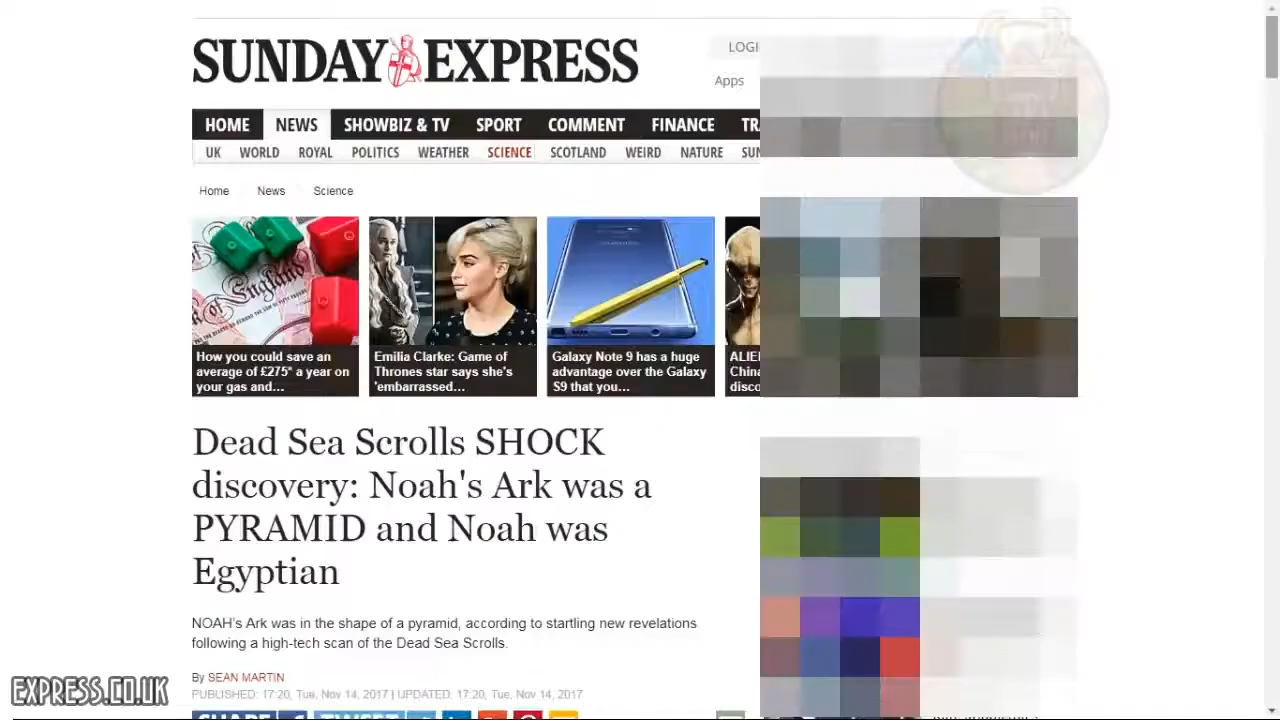 SUNDAY EXPRESS
LOGI
Apps
HOME NEWS SHOWBIZ & TV SPORT COMMENT FINANCE TR
UK WORLD ROYAL POLITICS WEATHER SCIENCE SCOTLAND WEIRD NATURE SUN
Home News Science
How you could save an
average of £275* a year on
your gas and...
Emilia Clarke: Game of
Thrones star says she's
'embarrassed...
Galaxy Note 9 has a huge
advantage over the Galaxy
S9 that you...
ALIE
China
disco
Dead Sea Scrolls SHOCK
discovery: Noah's Ark was a
PYRAMID and Noah was
Egyptian
NOAH's Ark was in the shape of a pyramid, according to startling new revelations
following a high-tech scan of the Dead Sea Scrolls.
By SEAN MARTIN
PUBLISHED: 17:20, Tue, Nov 14, 2017 | UPDATED: 17:20, Tue, Nov 14, 2017
EXPRESS.CO.UK
SHARE TWEET